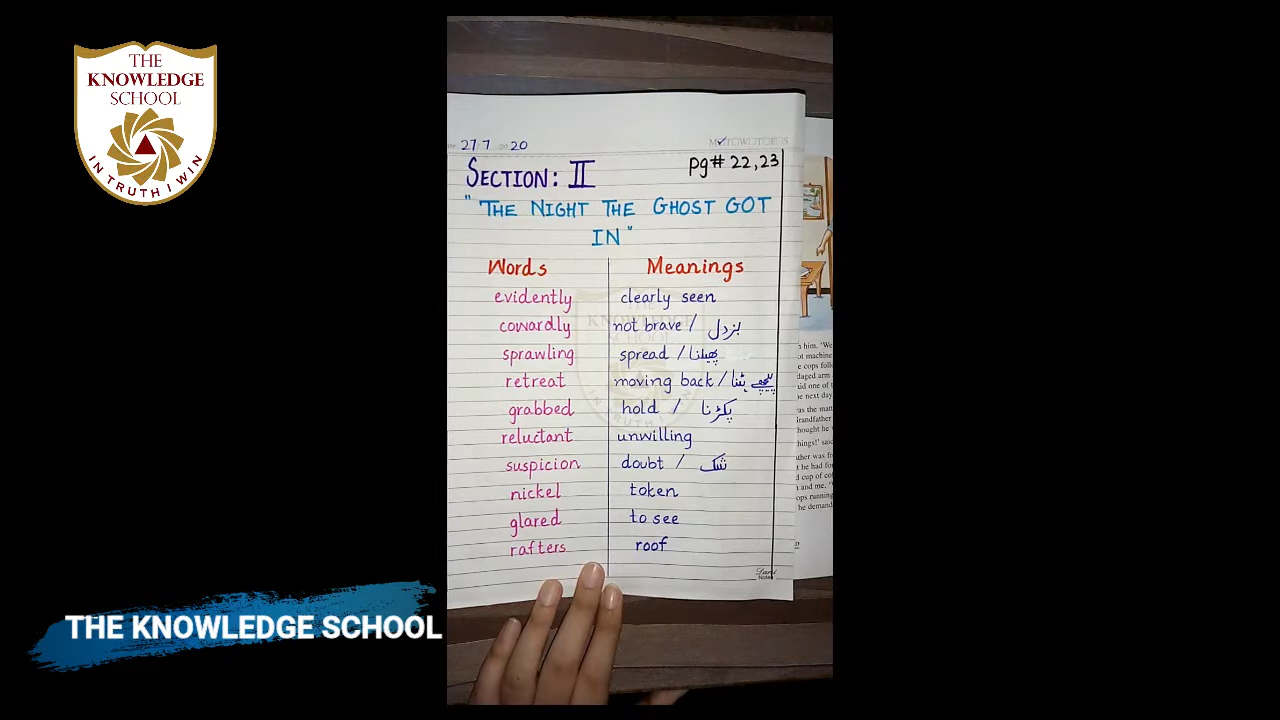 THE
KNOWLEDGE
SCHOOL
IN TRUTH I WIN
27 7 20
pg# 22,23
SECTION: II
" THE NIGHT THE GHOST GOT
IN "
Words Meanings
evidently clearly seen
cowardly not brave / بزدل
sprawling spread / پھیلنا
retreat moving back / پیچھے ہٹنا
grabbed hold / پکڑنا
reluctant unwilling
suspicion doubt / شک
nickel token
glared to see
rafters roof
THE KNOWLEDGE SCHOOL